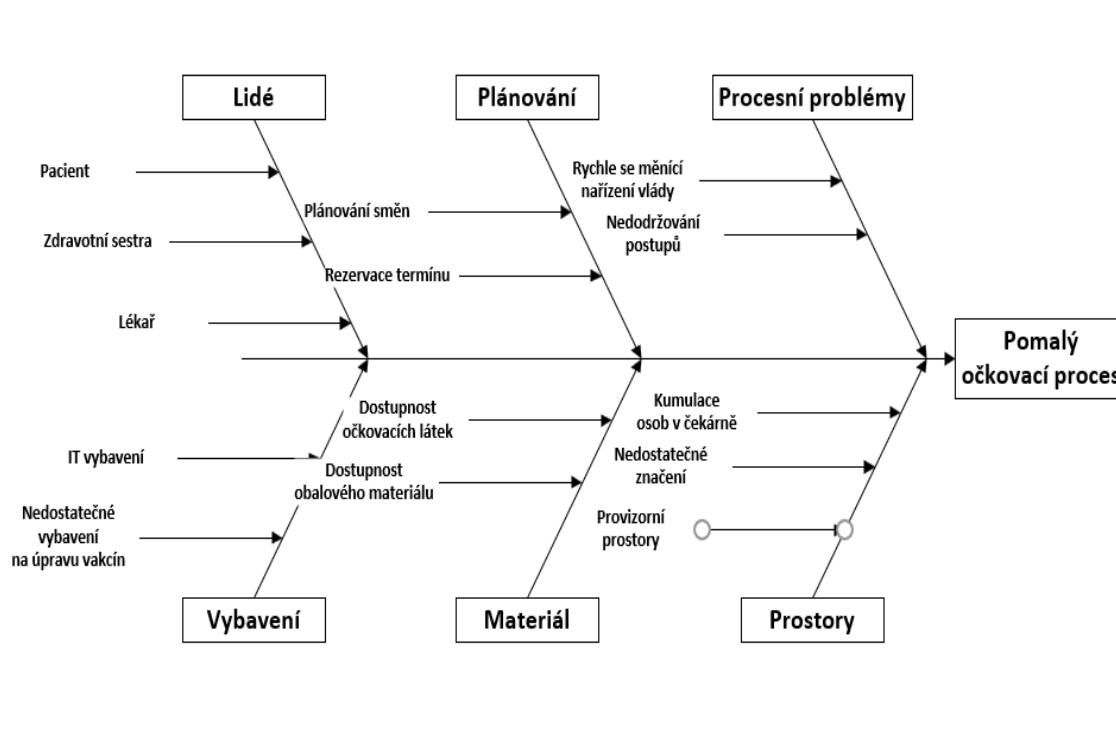 Lidé
Plánování
Procesní problémy
Pacient
Zdravotní sestra
Lékař
Plánování směn
Rezervace termínu
Rychle se měnící
nařízení vlády
Nedodržování
postupů
Pomalý
očkovací proces
IT vybavení
Nedostatečné
vybavení
na úpravu vakcín
Dostupnost
očkovacích látek
Dostupnost
obalového materiálu
Kumulace
osob v čekárně
Nedostatečné
značení
Provizorní
prostory
Vybavení
Materiál
Prostory